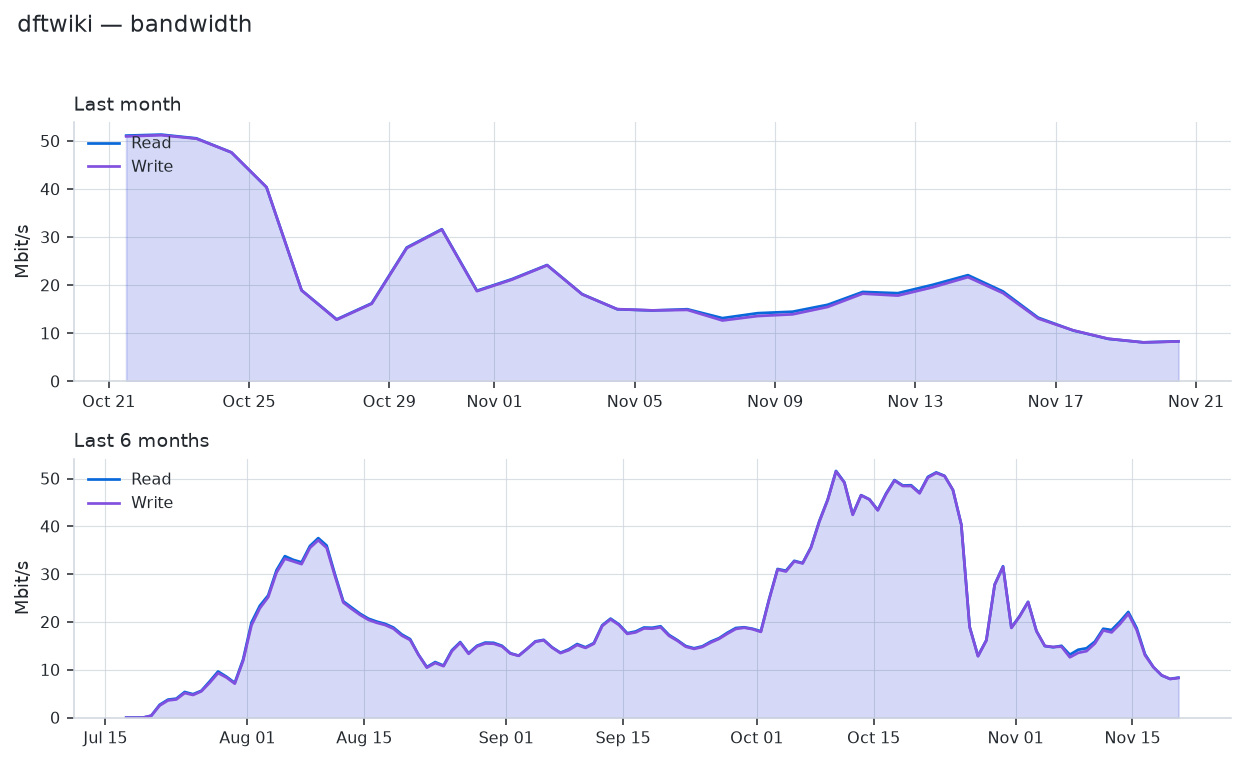 dftwiki — bandwidth
Last month
Mbit/s
50
40
30
20
10
0
Read
Write
Oct 21 Oct 25 Oct 29 Nov 01 Nov 05 Nov 09 Nov 13 Nov 17 Nov 21
Last 6 months
Mbit/s
50
40
30
20
10
0
Read
Write
Jul 15 Aug 01 Aug 15 Sep 01 Sep 15 Oct 01 Oct 15 Nov 01 Nov 15